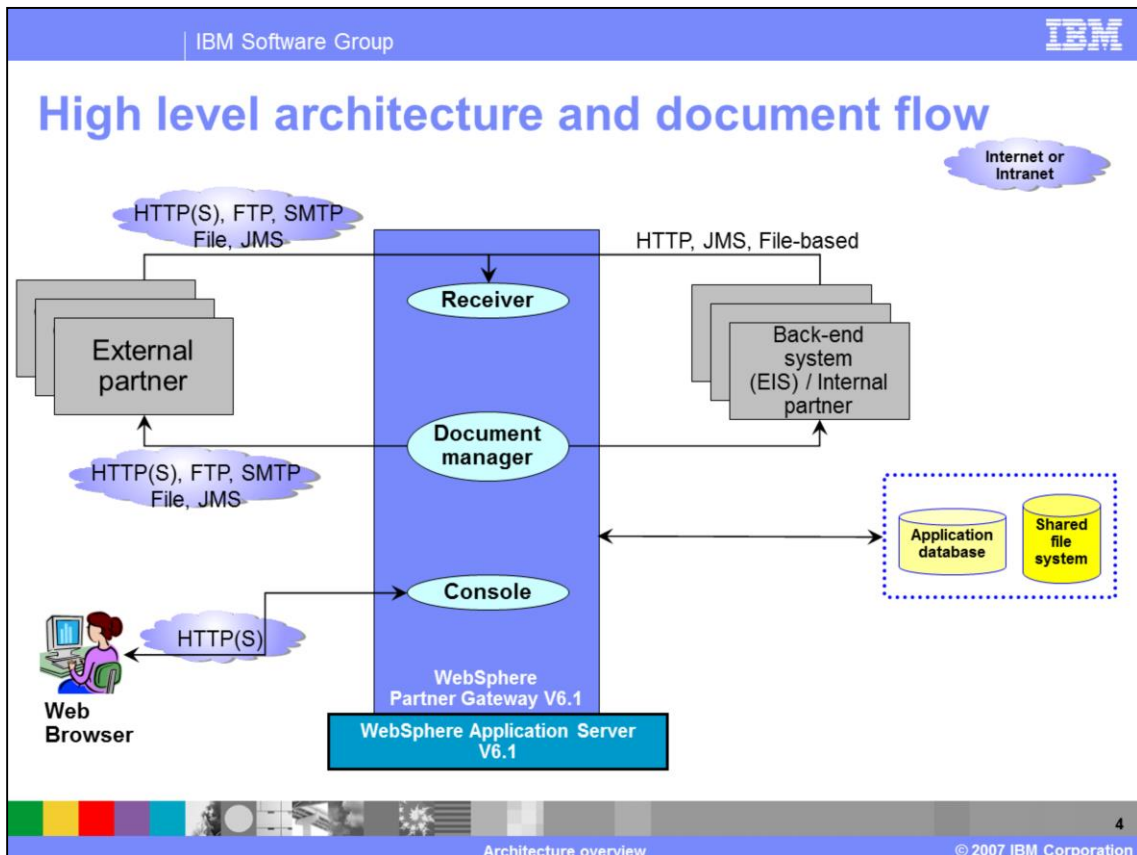 IBM Software Group
IBM
High level architecture and document flow
Internet or
Intranet
HTTP(S), FTP, SMTP
File, JMS
HTTP, JMS, File-based
Receiver
External
partner
Back-end
system
(EIS) / Internal
partner
Document
manager
HTTP(S), FTP, SMTP
File, JMS
Application
database
Shared
file
system
Console
HTTP(S)
Web
Browser
WebSphere
Partner Gateway V6.1
WebSphere Application Server
V6.1
4
Architecture overview
© 2007 IBM Corporation